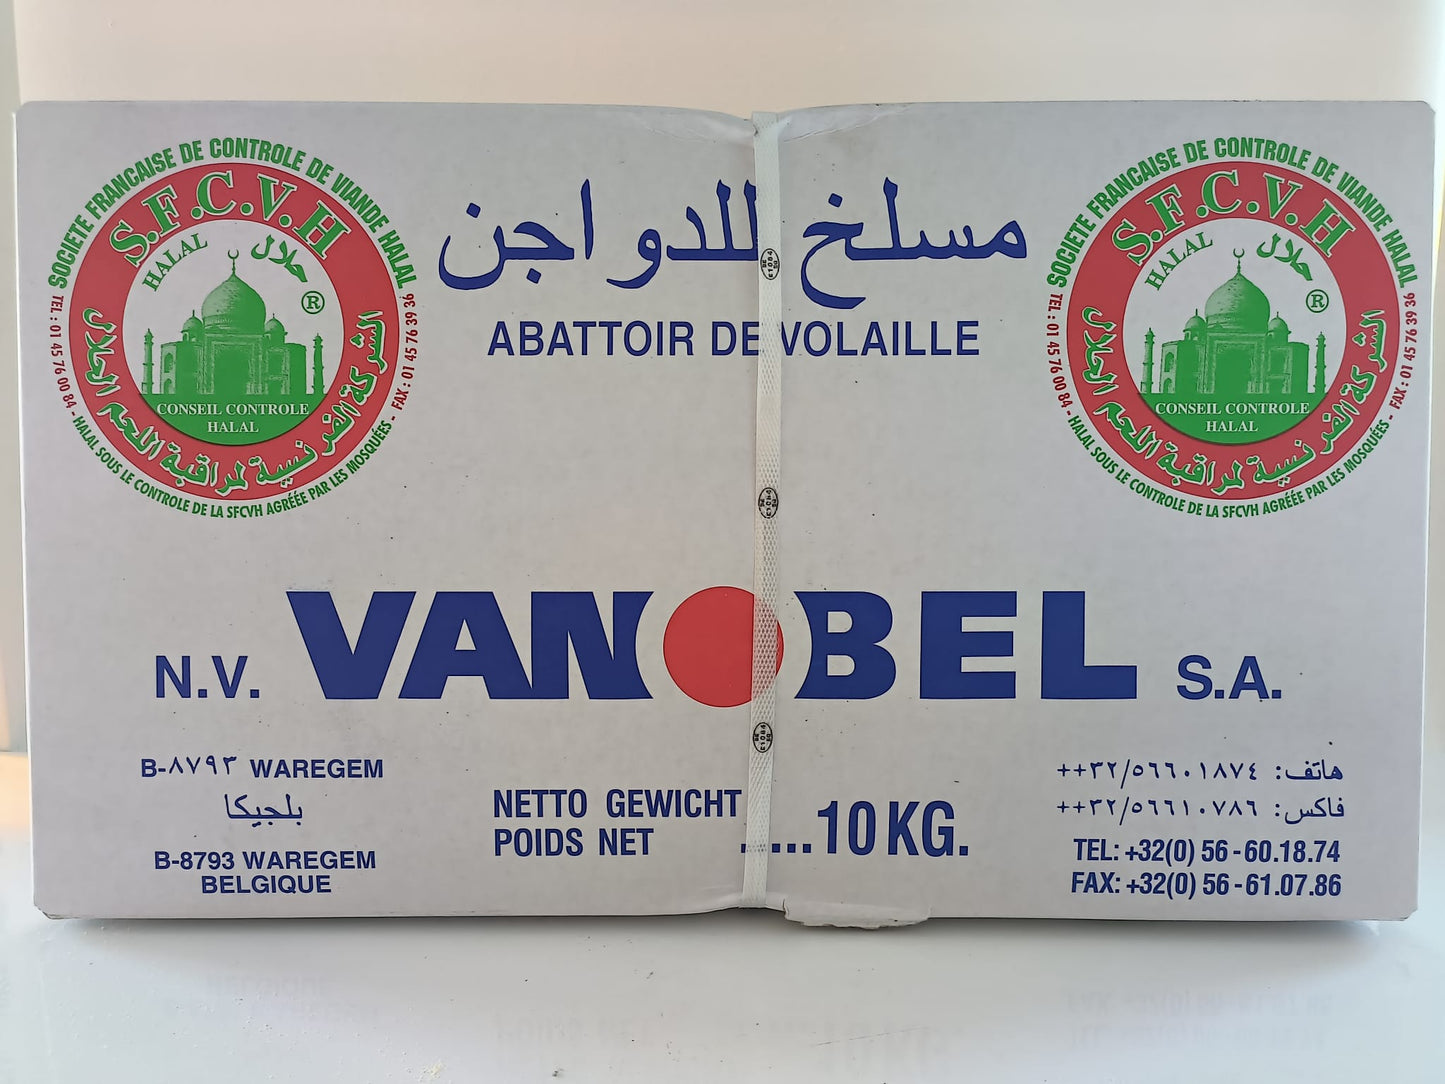 SOCIETE FRANCAISE DE CONTROLE DE VIANDE HALAL
S.F.C.V.H
HALAL حلال
®
CONSEIL CONTROLE
HALAL
الشركة الفرنسية لمراقبة اللحم الحلال
TEL : 01 45 76 00 84 - HALAL SOUS LE CONTROLE DE LA SFCVH AGRÉÉE PAR LES MOSQUÉES - FAX : 01 45 76 39 36
مسلخ للدواجن
ABATTOIR DE VOLAILLE
SOCIETE FRANCAISE DE CONTROLE DE VIANDE HALAL
S.F.C.V.H
HALAL حلال
®
CONSEIL CONTROLE
HALAL
الشركة الفرنسية لمراقبة اللحم الحلال
TEL : 01 45 76 00 84 - HALAL SOUS LE CONTROLE DE LA SFCVH AGRÉÉE PAR LES MOSQUÉES - FAX : 01 45 76 39 36
N.V. VANOBEL S.A.
B-٨٧٩٣ WAREGEM
بلجيكا
B-8793 WAREGEM
BELGIQUE
NETTO GEWICHT
POIDS NET .....10 KG.
هاتف: ٣٢/٥٦٦٠١٨٧٤++
فاكس: ٣٢/٥٦٦١٠٧٨٦++
TEL: +32(0) 56-60.18.74
FAX: +32(0) 56-61.07.86